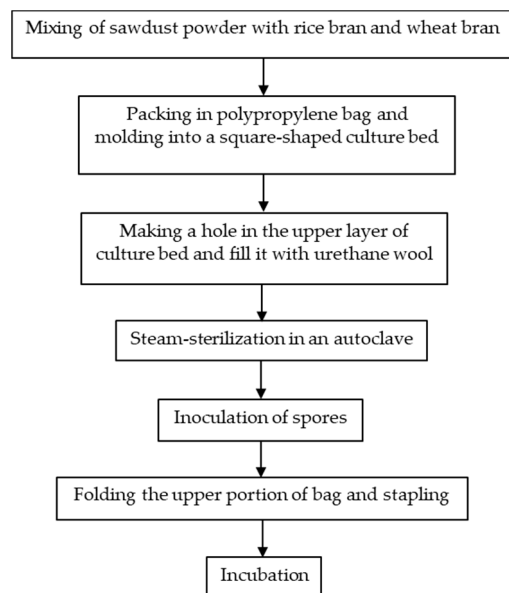 Mixing of sawdust powder with rice bran and wheat bran
Packing in polypropylene bag and
molding into a square-shaped culture bed
Making a hole in the upper layer of
culture bed and fill it with urethane wool
Steam-sterilization in an autoclave
Inoculation of spores
Folding the upper portion of bag and stapling
Incubation